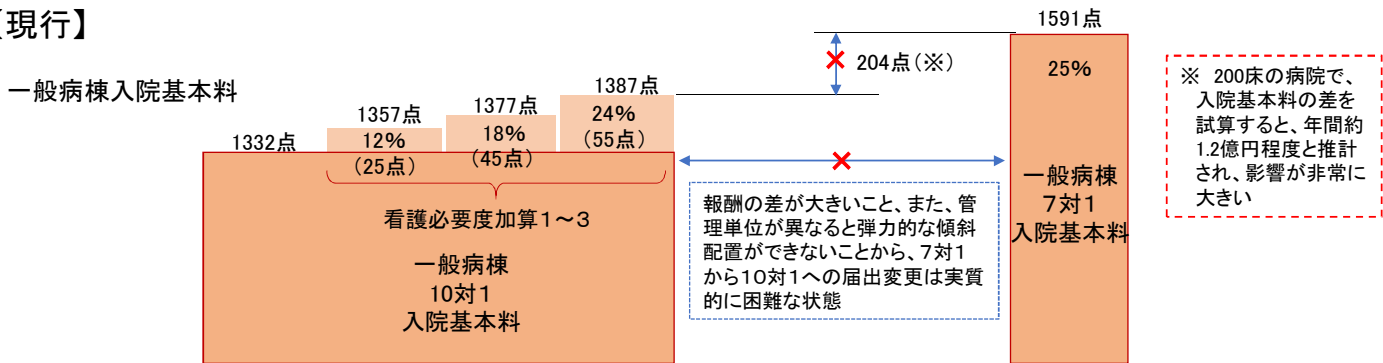 【現行】
一般病棟入院基本料
1332点
1357点
12%
（25点）
1377点
18%
（45点）
1387点
24%
（55点）
看護必要度加算1～3
一般病棟
10対1
入院基本料
204点（※）
報酬の差が大きいこと、また、管
理単位が異なると弾力的な傾斜
配置ができないことから、7対1
から10対1への届出変更は実質
的に困難な状態
1591点
25%
一般病棟
7対1
入院基本料
※ 200床の病院で、
入院基本料の差を
試算すると、年間約
1.2億円程度と推計
され、影響が非常に
大きい